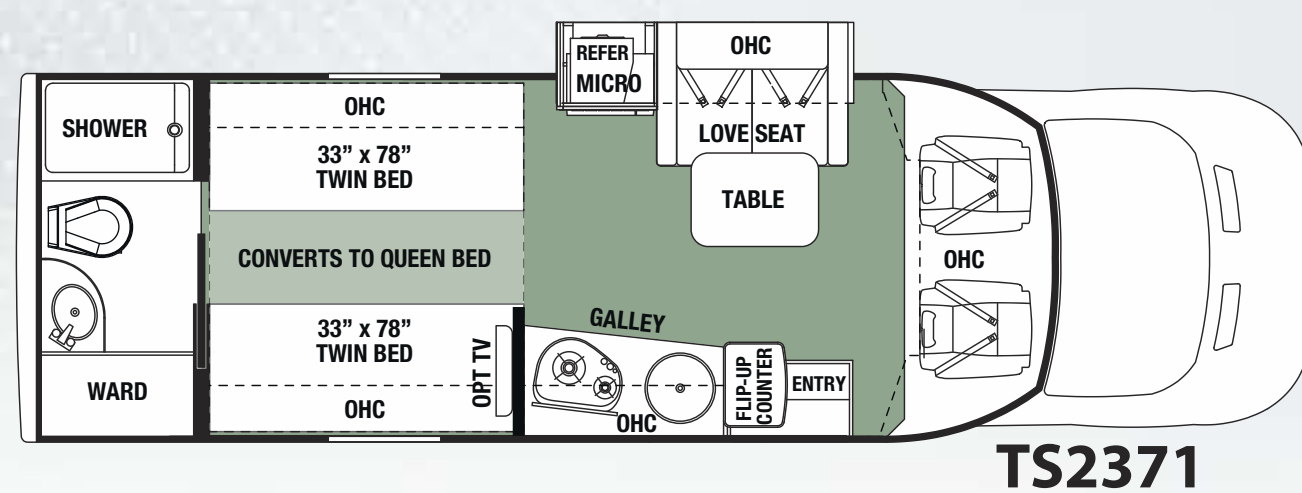 SHOWER
WARD
OHC
33” x 78”
TWIN BED
CONVERTS TO QUEEN BED
33” x 78”
TWIN BED
OHC
OPT TV
REFER
MICRO
OHC
LOVE SEAT
TABLE
GALLEY
OHC
FLIP-UP
COUNTER
ENTRY
OHC
TS2371